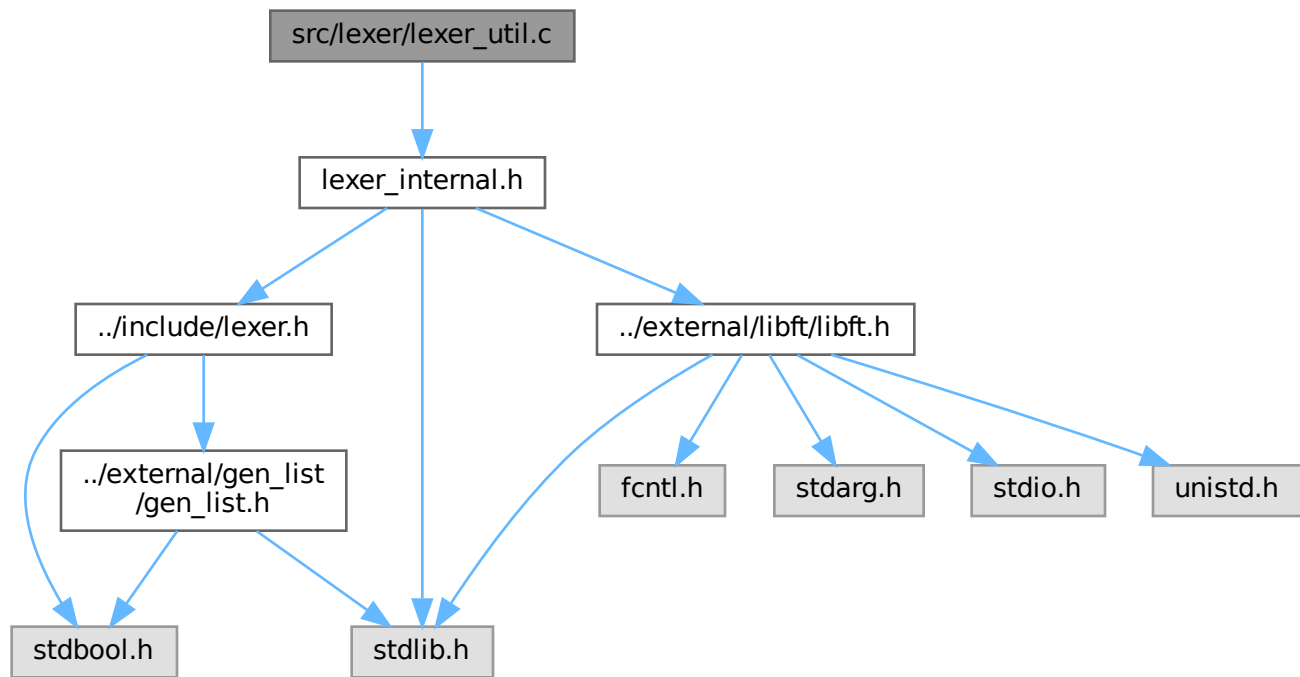 src/lexer/lexer_util.c
lexer_internal.h
../include/lexer.h
../external/libft/libft.h
../external/gen_list
/gen_list.h
fcntl.h
stdarg.h
stdio.h
unistd.h
stdbool.h
stdlib.h